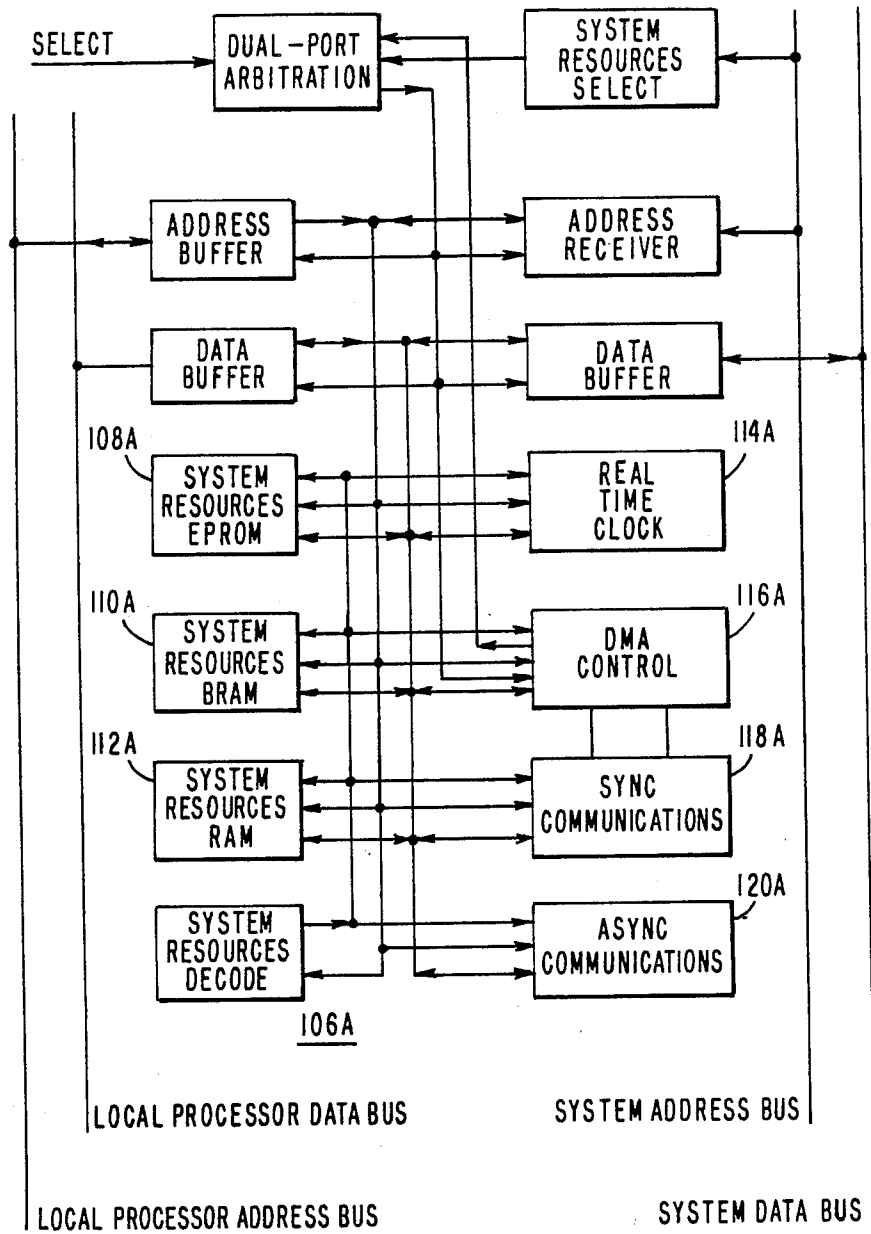 SELECT
DUAL-PORT
ARBITRATION
SYSTEM
RESOURCES
SELECT
ADDRESS
BUFFER
ADDRESS
RECEIVER
DATA
BUFFER
DATA
BUFFER
108A
SYSTEM
RESOURCES
EPROM
114A
REAL
TIME
CLOCK
110A
SYSTEM
RESOURCES
BRAM
116A
DMA
CONTROL
112A
SYSTEM
RESOURCES
RAM
118A
SYNC
COMMUNICATIONS
SYSTEM
RESOURCES
DECODE
120A
ASYNC
COMMUNICATIONS
106A
LOCAL PROCESSOR DATA BUS
SYSTEM ADDRESS BUS
LOCAL PROCESSOR ADDRESS BUS
SYSTEM DATA BUS